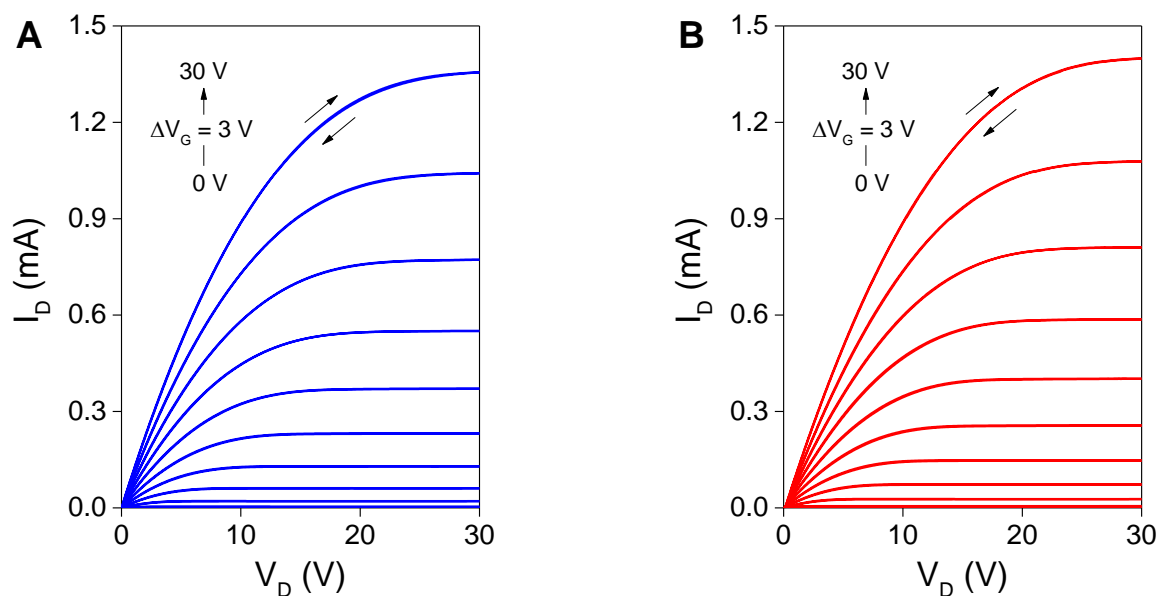 A
1.5
1.2
0.9
0.6
0.3
0.0
I_D (mA)
30 V
ΔV_G = 3 V
0 V
0 10 20 30
V_D (V)
B
1.5
1.2
0.9
0.6
0.3
0.0
I_D (mA)
30 V
ΔV_G = 3 V
0 V
0 10 20 30
V_D (V)